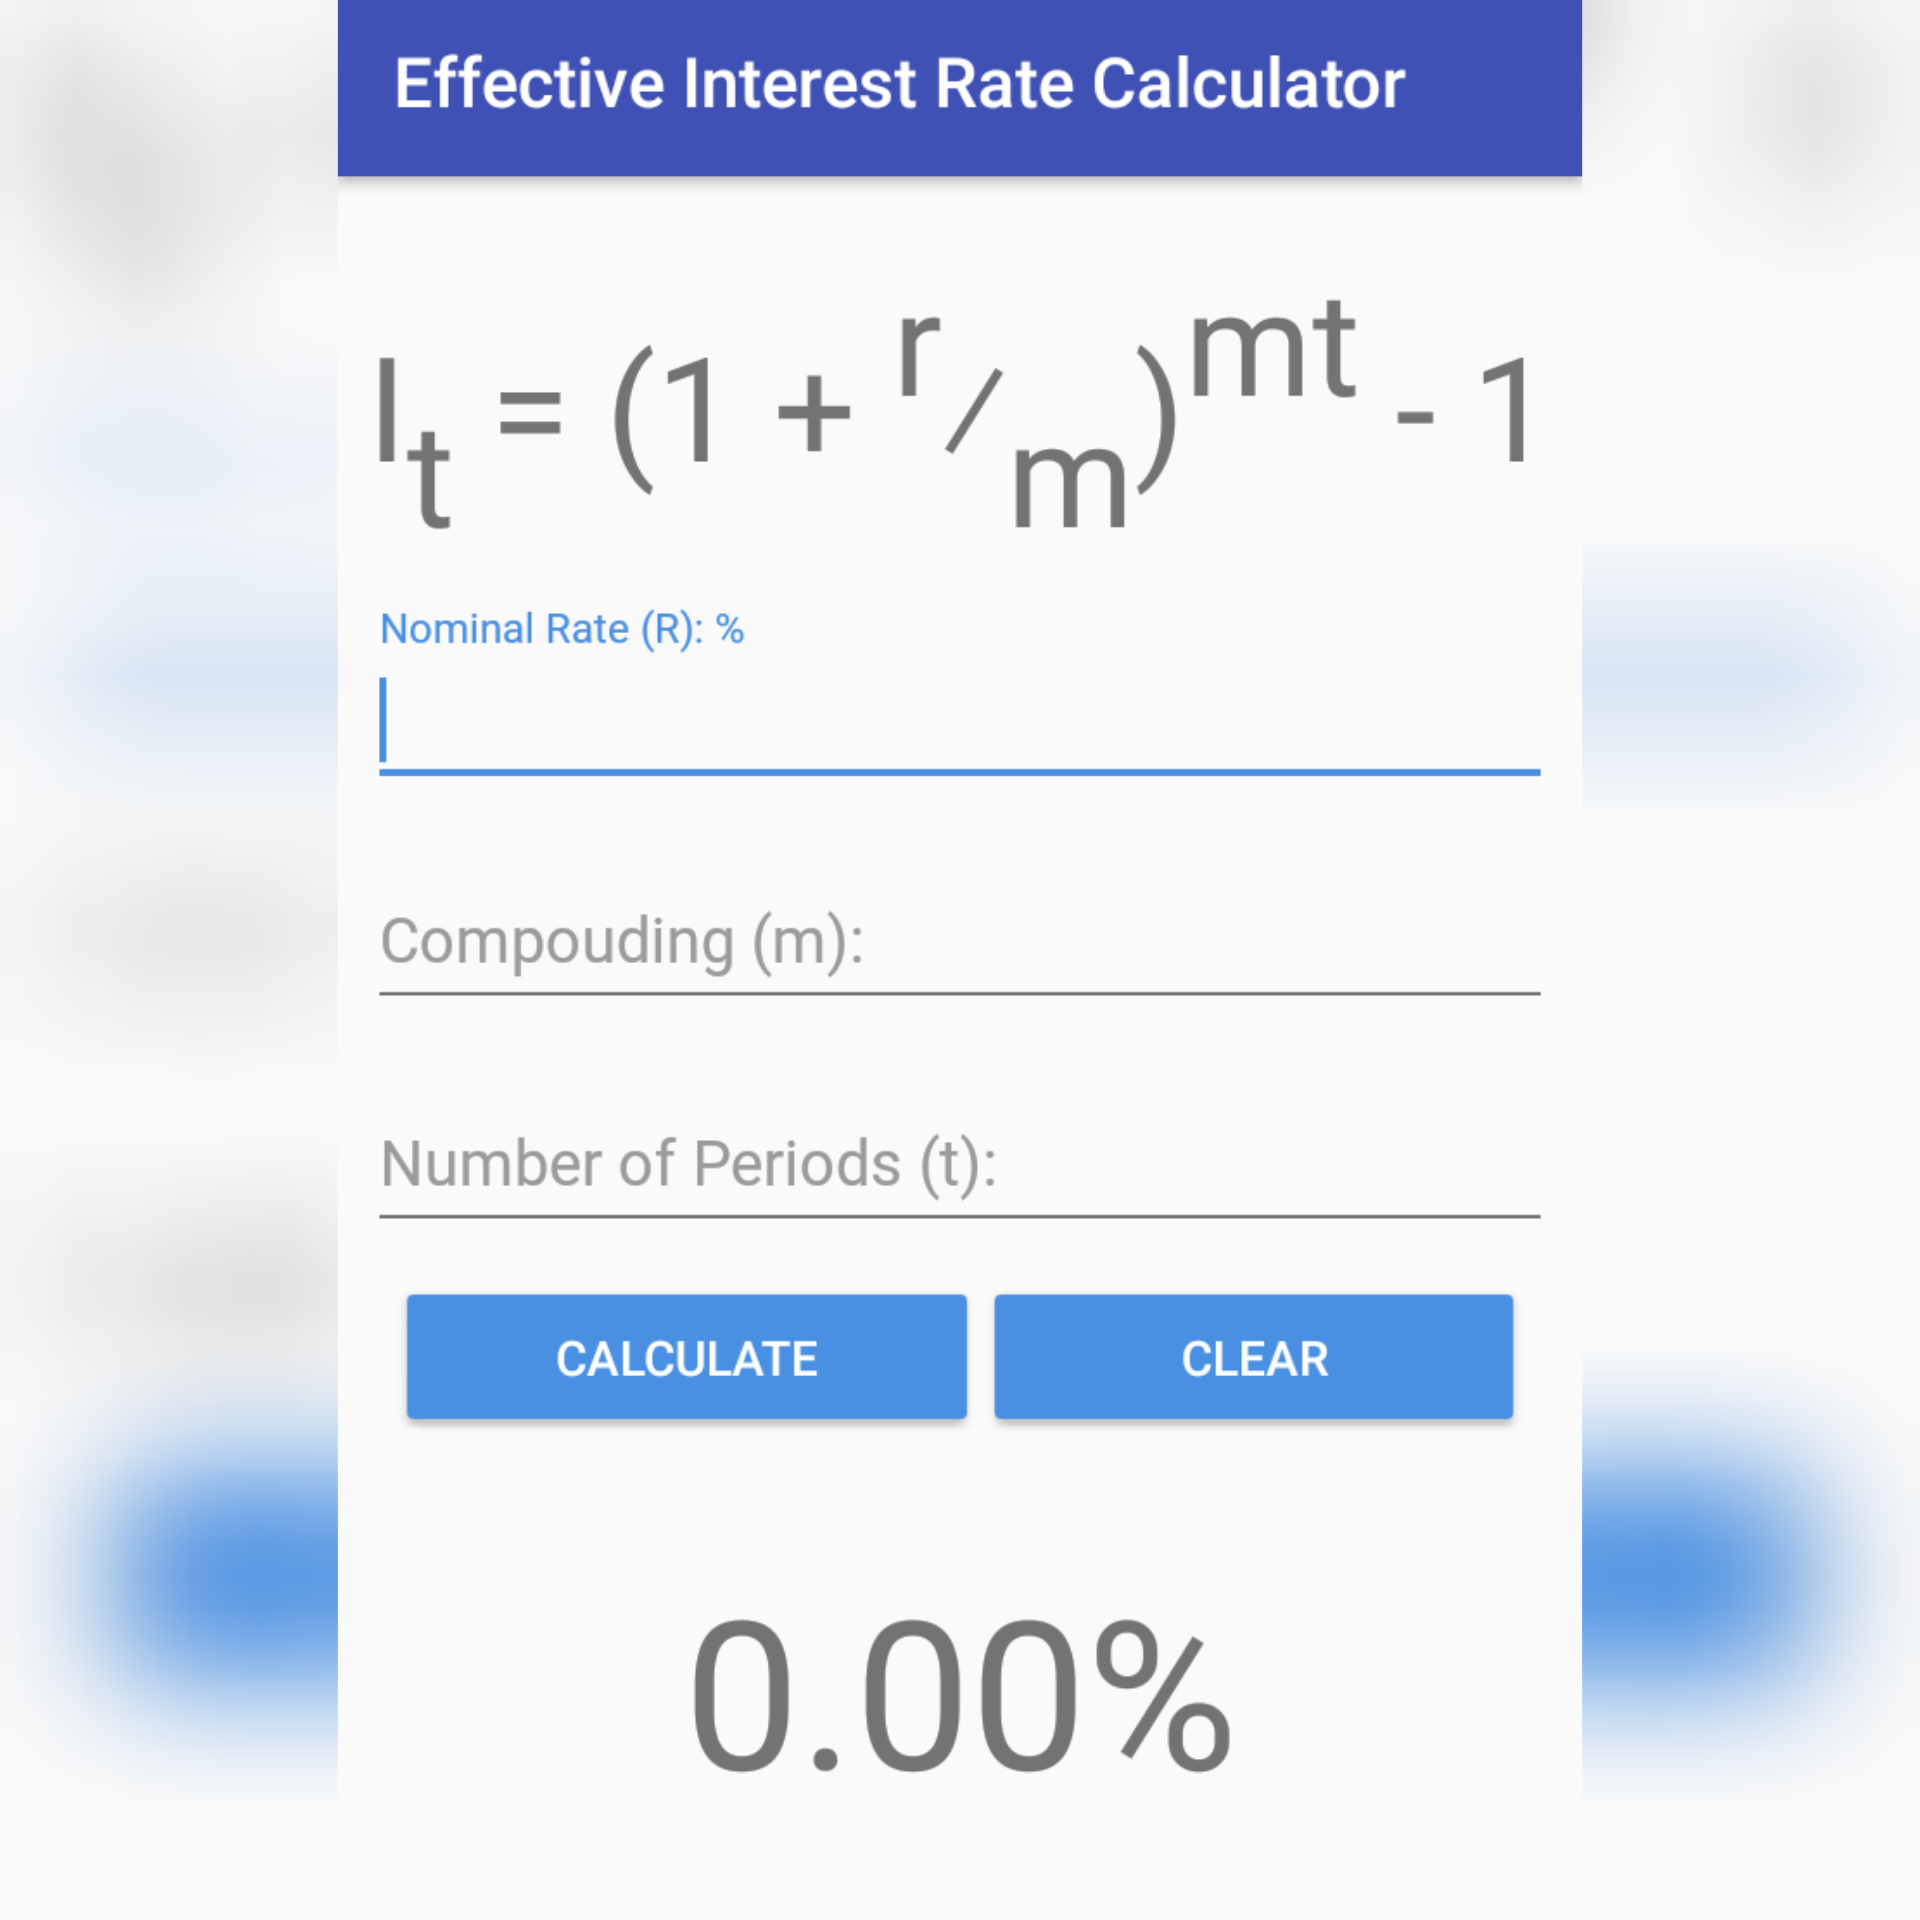 Effective Interest Rate Calculator
I_t = (1 + r/m)^mt - 1
Nominal Rate (R): %
Compouding (m):
Number of Periods (t):
CALCULATE
CLEAR
0.00%